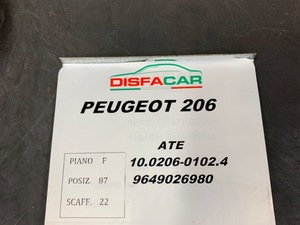 DISFACAR
PEUGEOT 206
ATE
10.0206-0102.4
9649026980
PIANO F
POSIZ. 87
SCAFF. 22